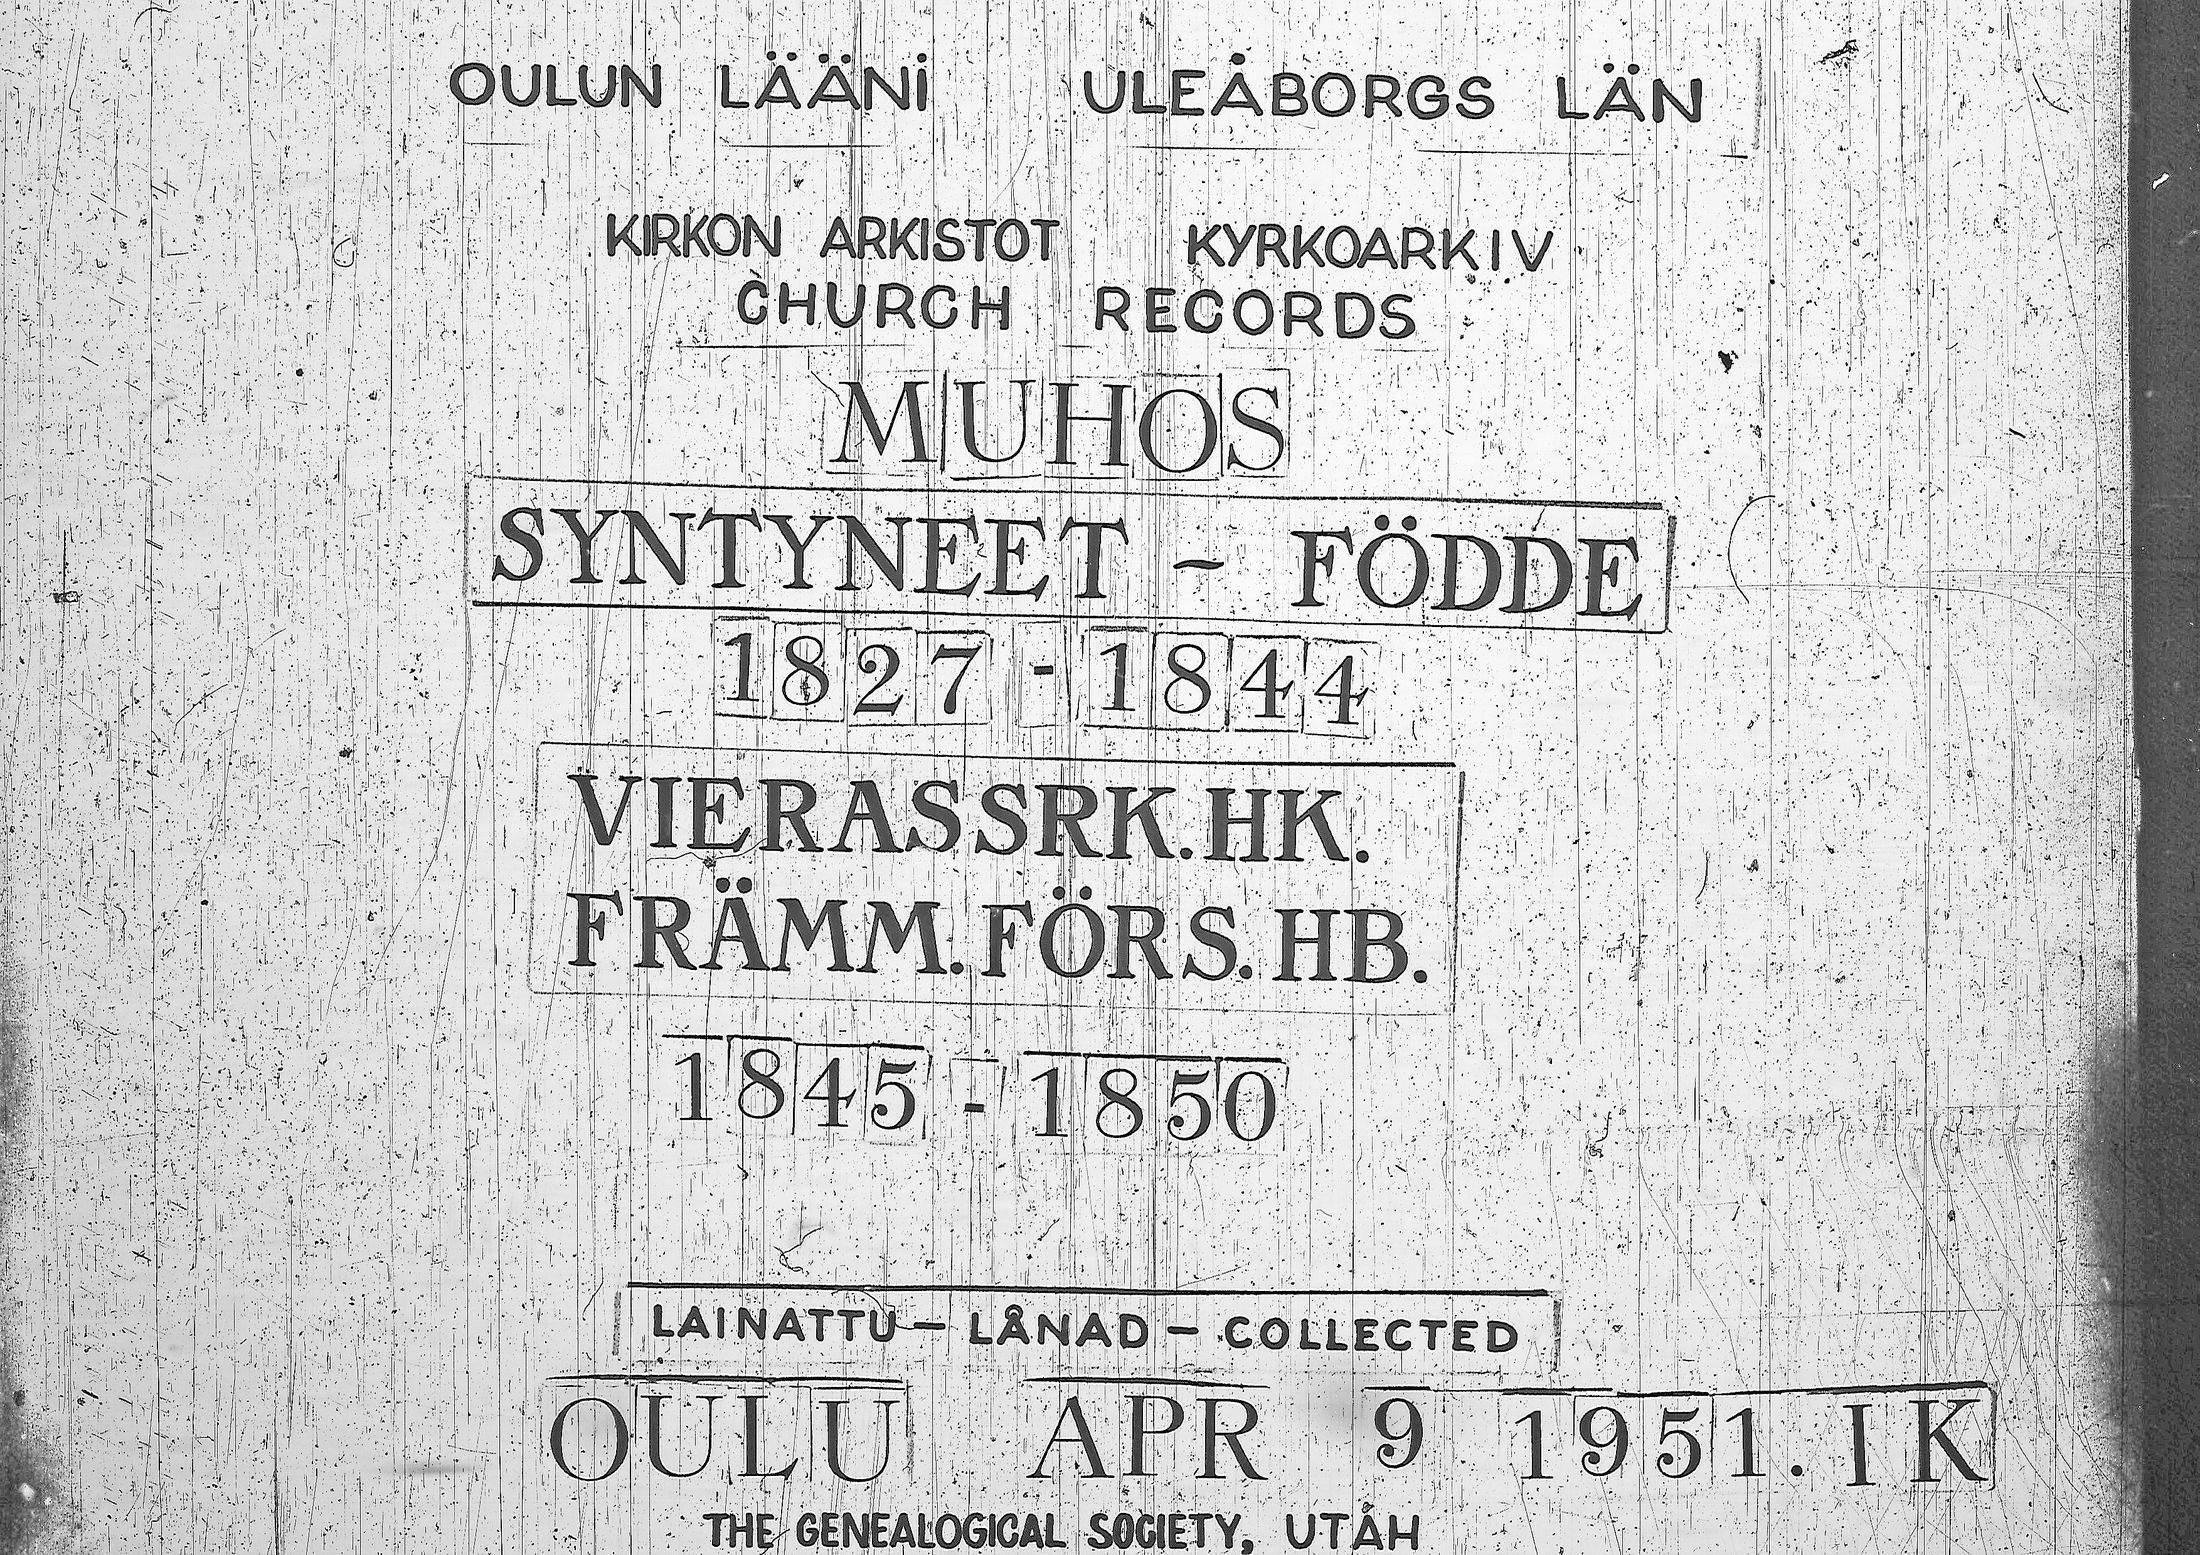 OULUN LÄÄNI ULEÅBORGS LÄN
KIRKON ARKISTOT KYRKOARKIV
CHURCH RECORDS
MUHOS
SYNTYNEET - FÖDDE
1827 - 1844
VIERASSRK.HK.
FRÄMM.FÖRS.HB.
1845 - 1850
LAINATTU - LÅNAD - COLLECTED
OULU APR 9 1951. IK
THE GENEALOGICAL SOCIETY, UTAH